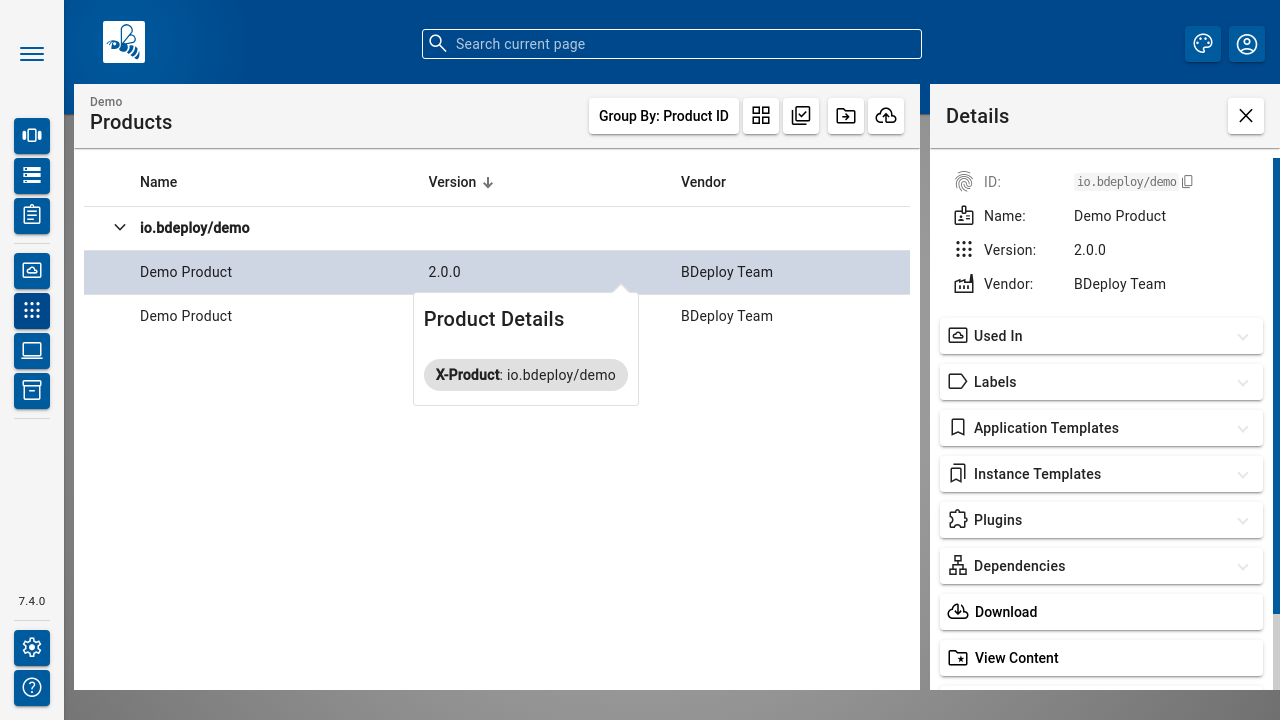 Search current page
Demo
Products
Group By: Product ID
Name Version Vendor
io.bdeploy/demo
Demo Product 2.0.0 BDeploy Team
Demo Product BDeploy Team
Product Details
X-Product: io.bdeploy/demo
Details
ID: io.bdeploy/demo
Name: Demo Product
Version: 2.0.0
Vendor: BDeploy Team
Used In
Labels
Application Templates
Instance Templates
Plugins
Dependencies
Download
View Content
7.4.0